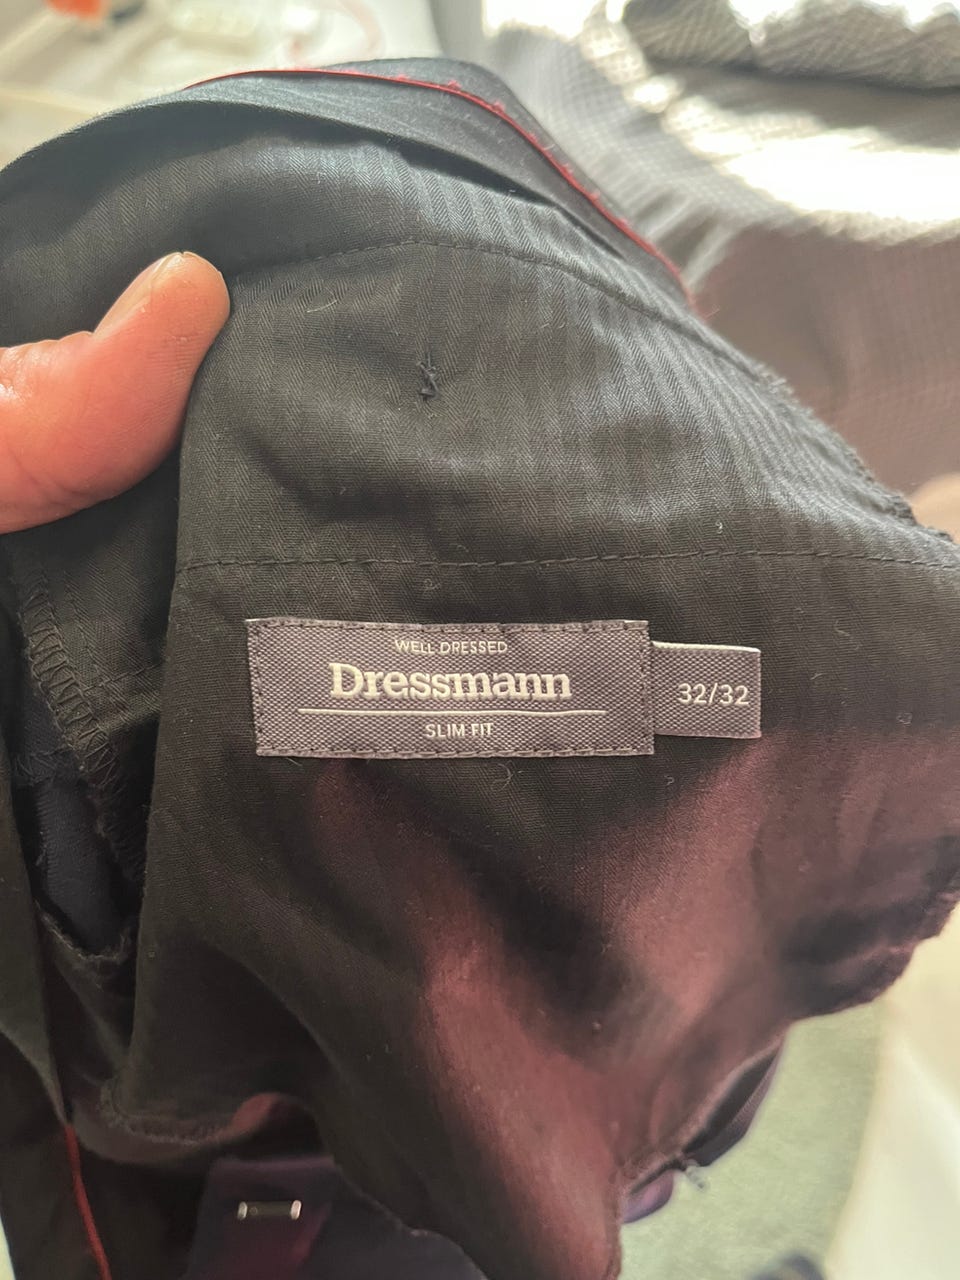 WELL DRESSED
Dressmann
SLIM FIT
32/32